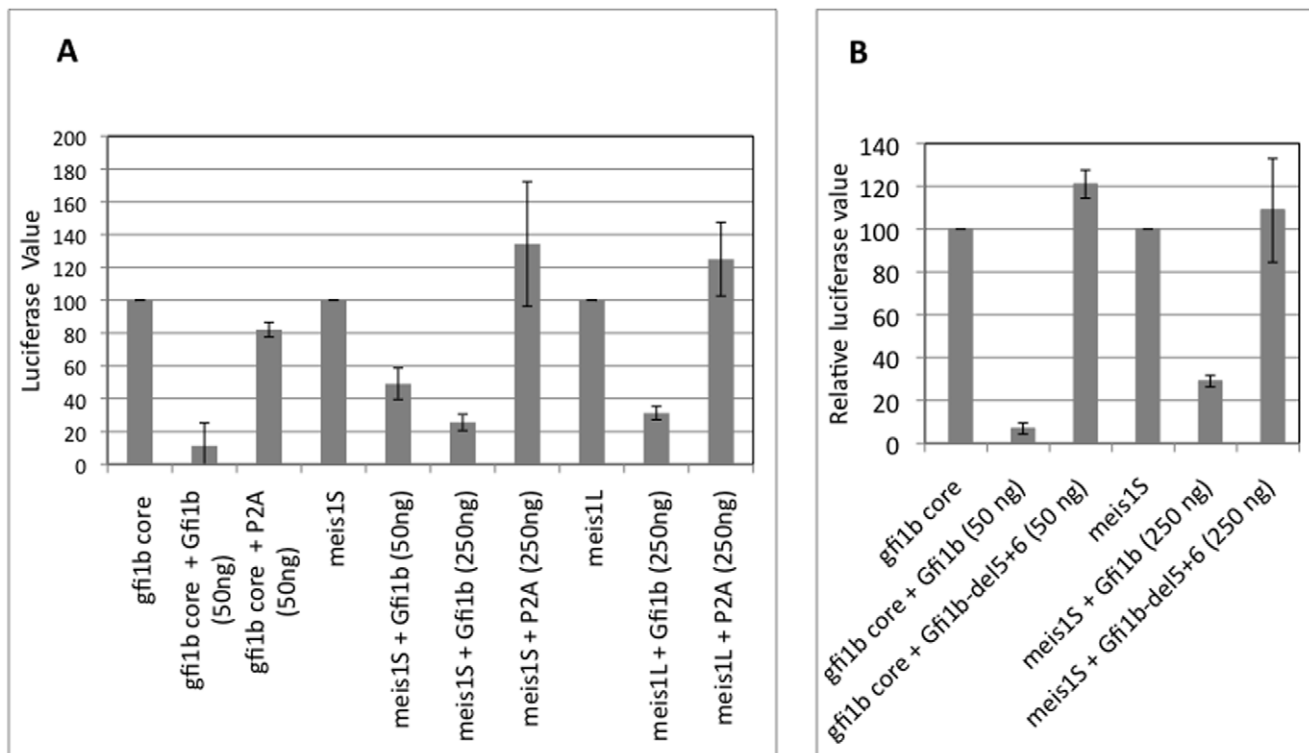 A
Luciferase Value
200
180
160
140
120
100
80
60
40
20
0
gfi1b core
gfi1b core + Gfi1b
(50ng)
gfi1b core + P2A
(50ng)
meis1S
meis1S + Gfi1b (50ng)
meis1S + Gfi1b (250ng)
meis1S + P2A (250ng)
meis1L
meis1L + Gfi1b (250ng)
meis1L + P2A (250ng)
B
Relative luciferase value
140
120
100
80
60
40
20
0
gfi1b core
gfi1b core + Gfi1b (50 ng)
gfi1b core + Gfi1b-del5+6 (50 ng)
meis1S
meis1S + Gfi1b (250 ng)
meis1S + Gfi1b-del5+6 (250 ng)